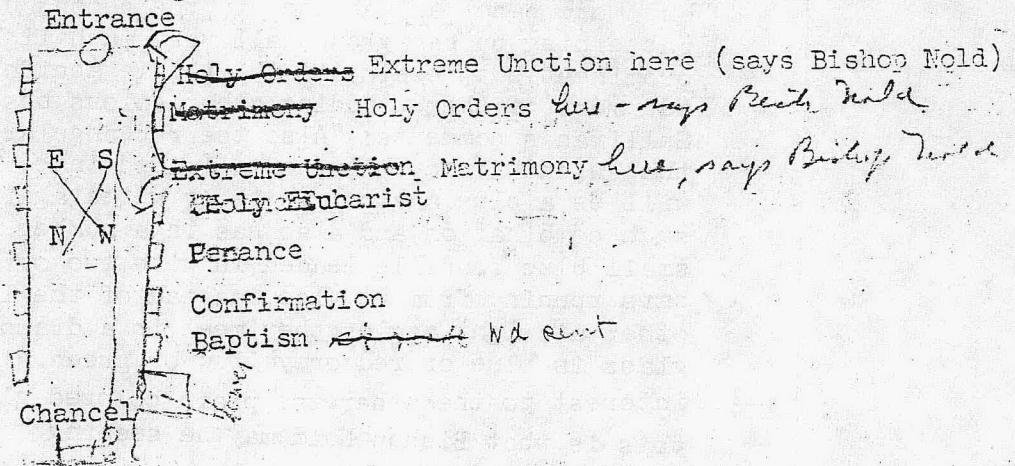 Entrance
Holy Orders Extreme Unction here (says Bishop Nold)
Matrimony Holy Orders here - says Nold
E S Extreme Unction Matrimony here, says Bishop Nold
Holy Eucharist
N W
Penance
Confirmation
Baptism
Chancel